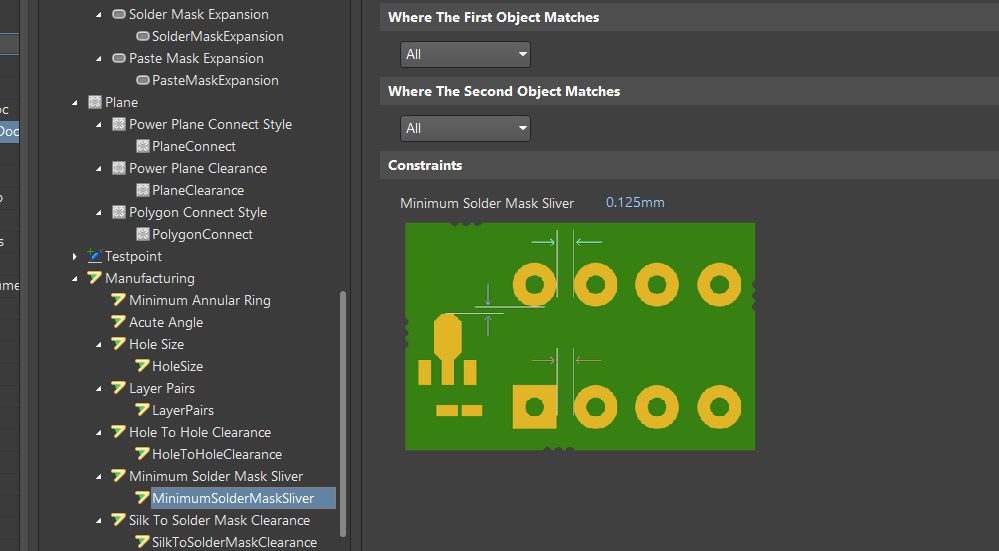 Solder Mask Expansion
SolderMaskExpansion
Paste Mask Expansion
PasteMaskExpansion
Plane
Power Plane Connect Style
PlaneConnect
Power Plane Clearance
PlaneClearance
Polygon Connect Style
PolygonConnect
Testpoint
Manufacturing
Minimum Annular Ring
Acute Angle
Hole Size
HoleSize
Layer Pairs
LayerPairs
Hole To Hole Clearance
HoleToHoleClearance
Minimum Solder Mask Sliver
MinimumSolderMaskSliver
Silk To Solder Mask Clearance
SilkToSolderMaskClearance
Where The First Object Matches
All
Where The Second Object Matches
All
Constraints
Minimum Solder Mask Sliver 0.125mm